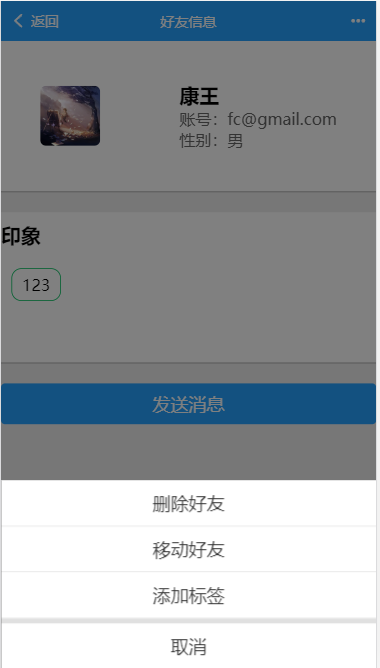 返回
好友信息
康王
账号：fc@gmail.com
性别：男
印象
123
发送消息
删除好友
移动好友
添加标签
取消